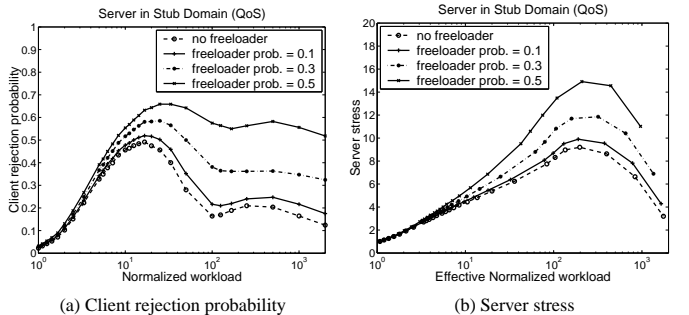 Server in Stub Domain (QoS)
1
0.9
0.8
0.7
0.6
0.5
0.4
0.3
0.2
0.1
0
Client rejection probability
no freeloader
freeloader prob. = 0.1
freeloader prob. = 0.3
freeloader prob. = 0.5
10^0 10^1 10^2 10^3
Normalized workload
(a) Client rejection probability
Server in Stub Domain (QoS)
20
18
16
14
12
10
8
6
4
2
0
Server stress
no freeloader
freeloader prob. = 0.1
freeloader prob. = 0.3
freeloader prob. = 0.5
10^0 10^1 10^2 10^3
Effective Normalized workload
(b) Server stress